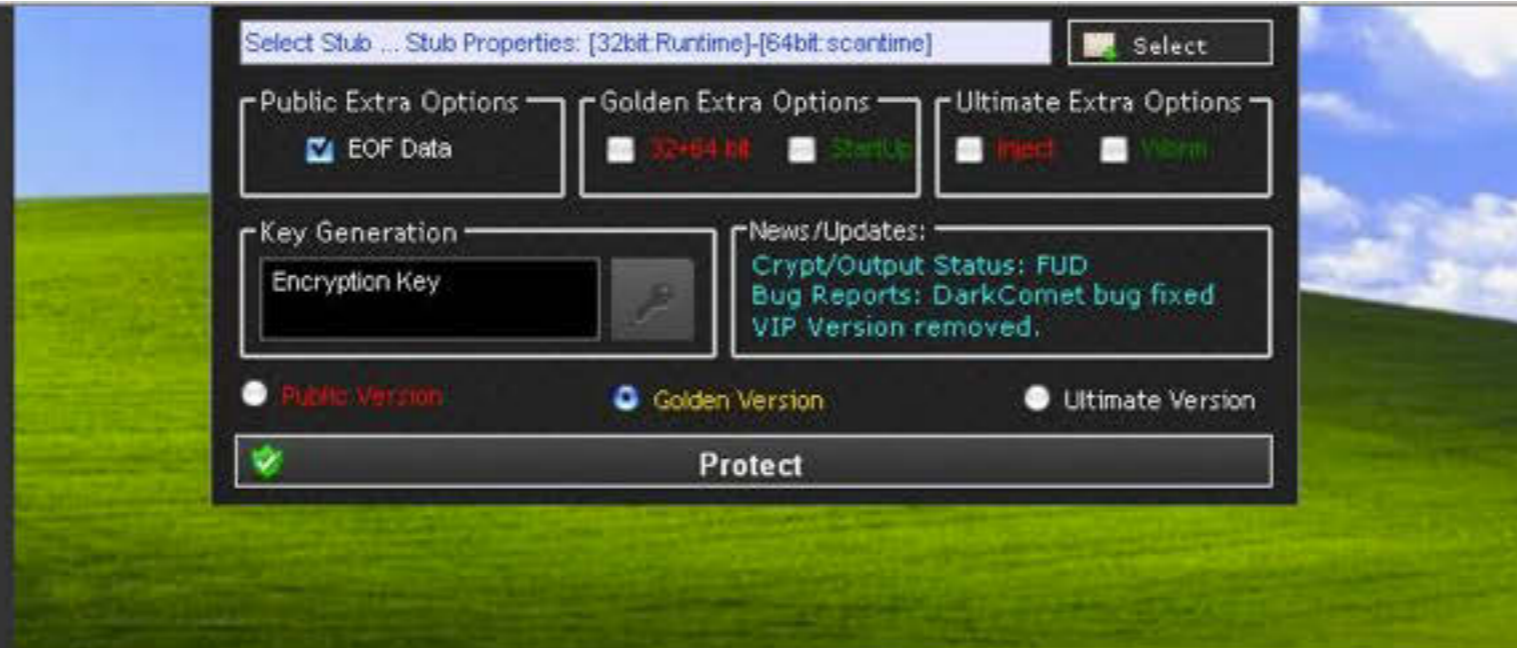 Select Stub ... Stub Properties: [32bit:Runtime]-[64bit:scantime]
Select
Public Extra Options
EOF Data
Golden Extra Options
32+64 bit
StartUp
Ultimate Extra Options
Inject
Key Generation
Encryption Key
News/Updates:
Crypt/Output Status: FUD
Bug Reports: DarkComet bug fixed
VIP Version removed.
Public Version
Golden Version
Ultimate Version
Protect